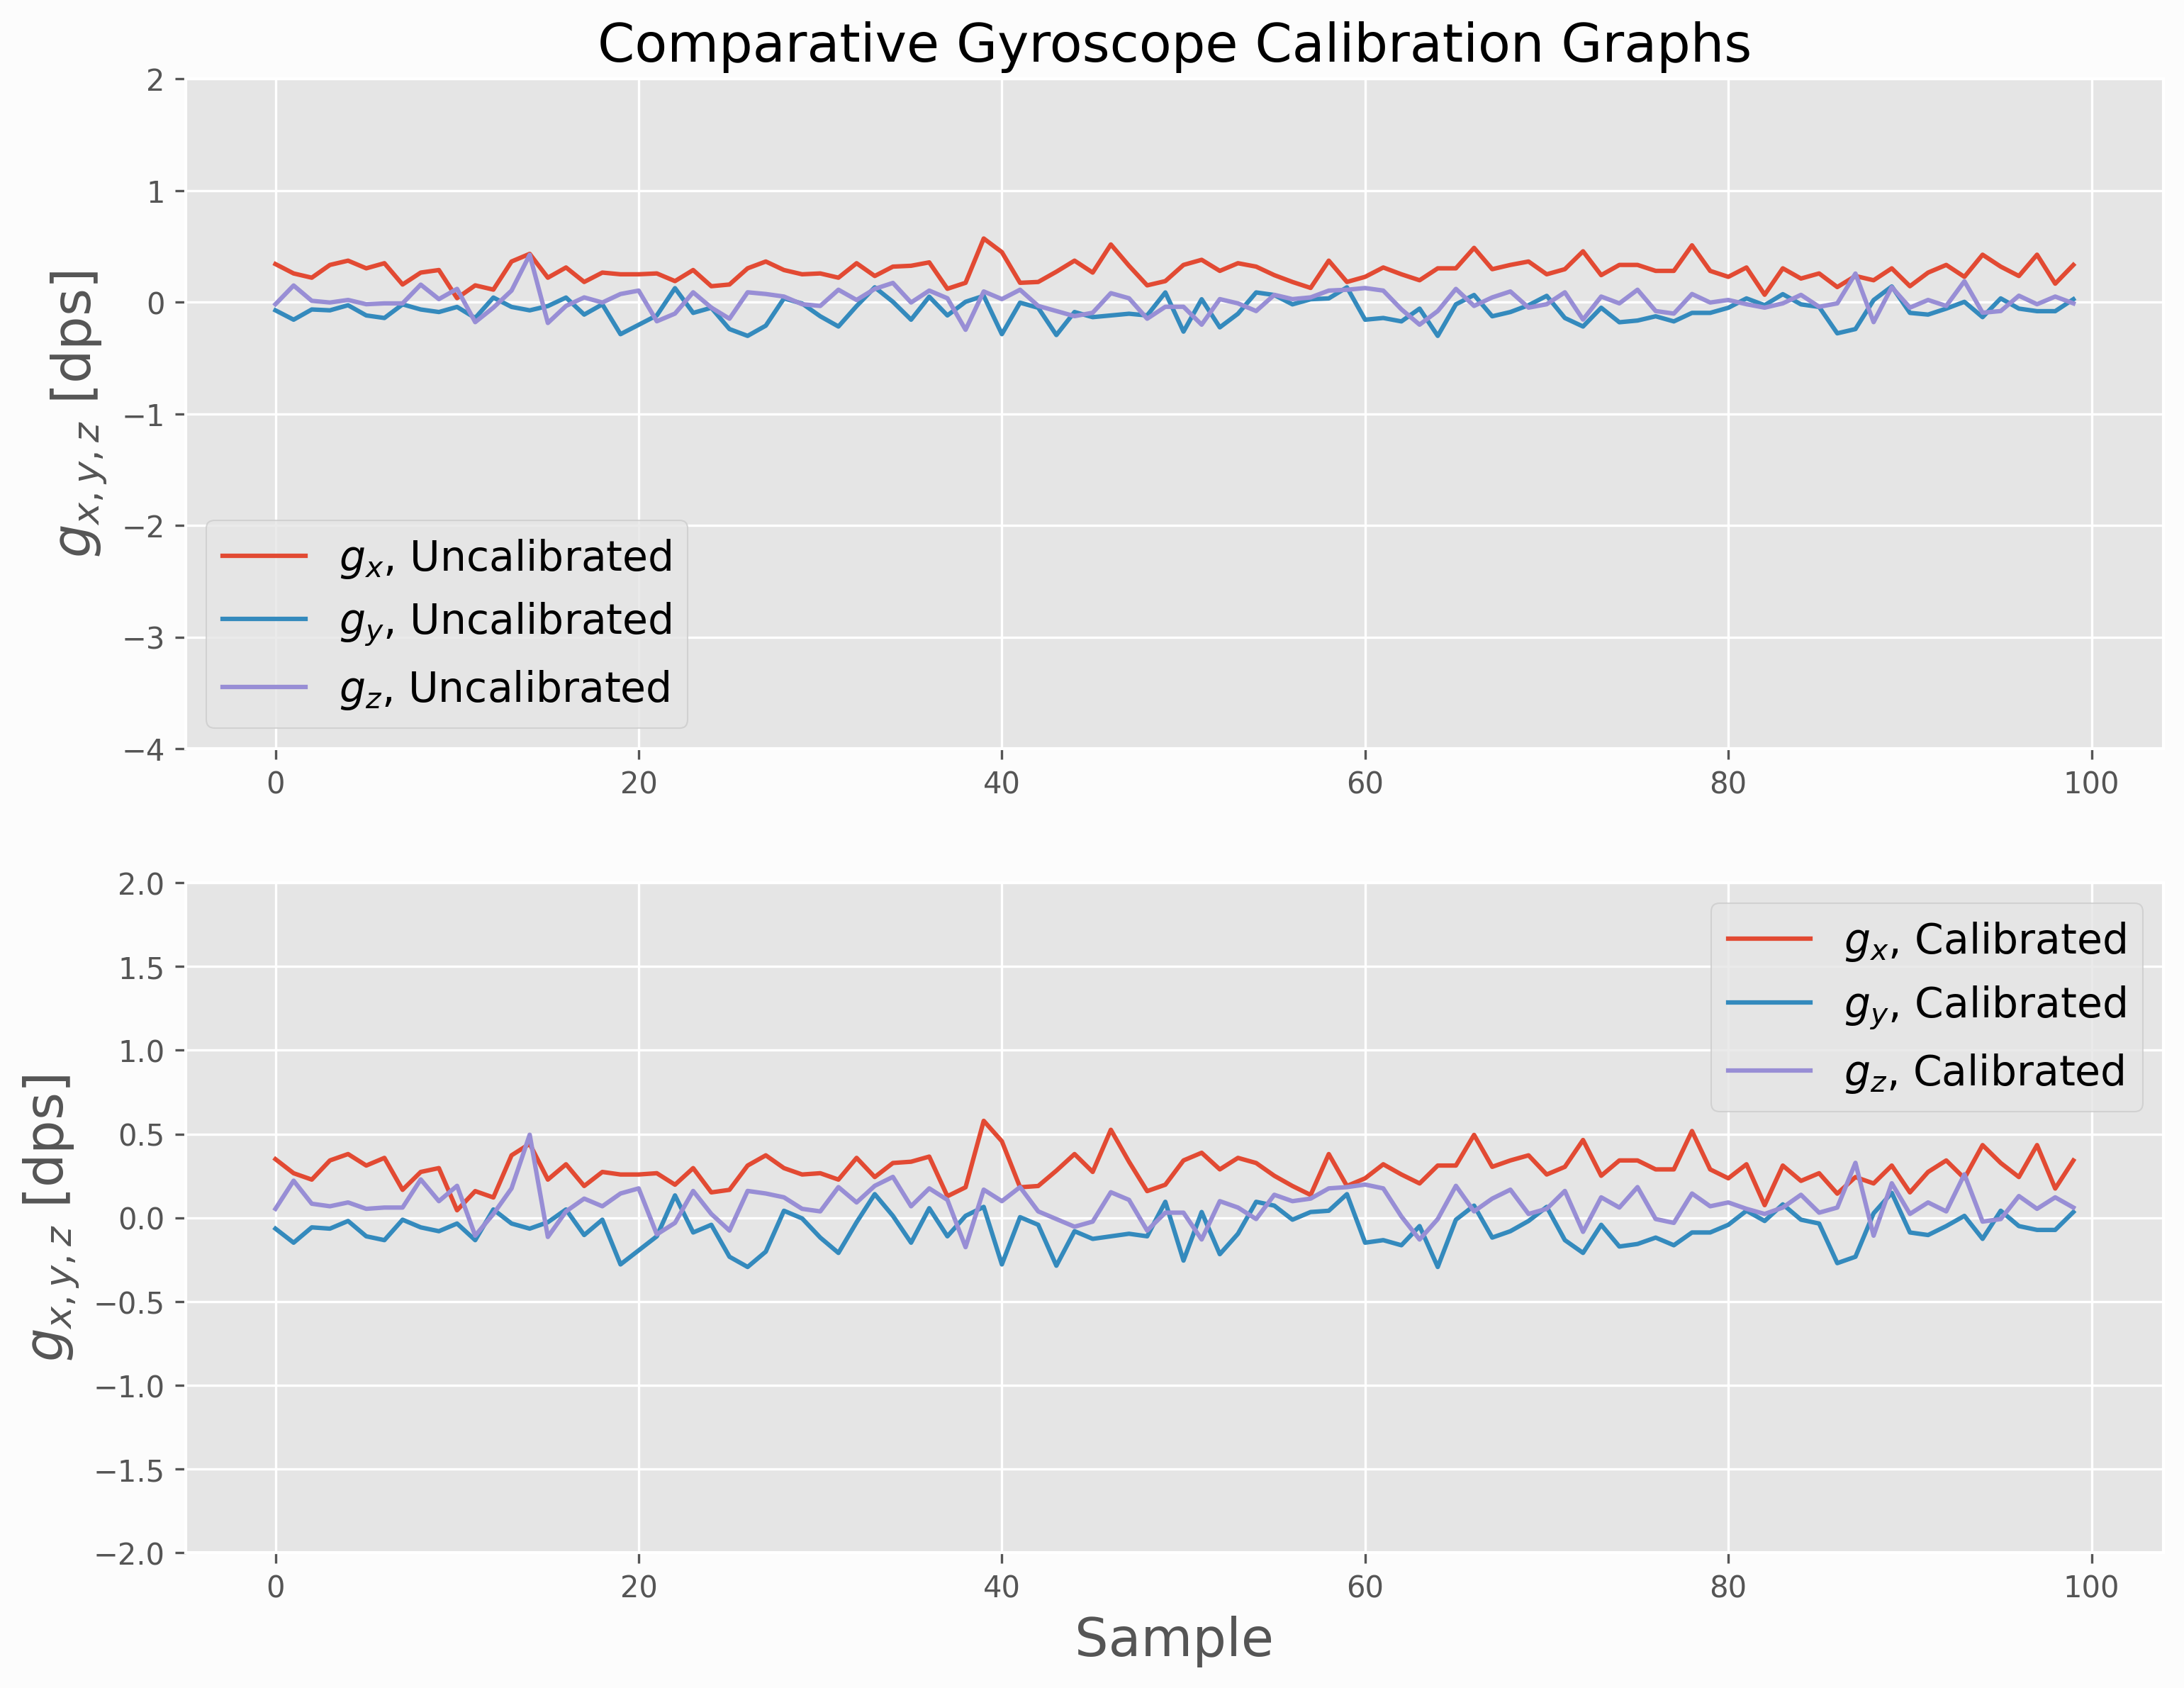 Comparative Gyroscope Calibration Graphs
2
1
0
−1
−2
−3
−4
g_x,y,z [dps]
g_x, Uncalibrated
g_y, Uncalibrated
g_z, Uncalibrated
0 20 40 60 80 100
2.0
1.5
1.0
0.5
0.0
−0.5
−1.0
−1.5
−2.0
g_x,y,z [dps]
g_x, Calibrated
g_y, Calibrated
g_z, Calibrated
0 20 40 60 80 100
Sample